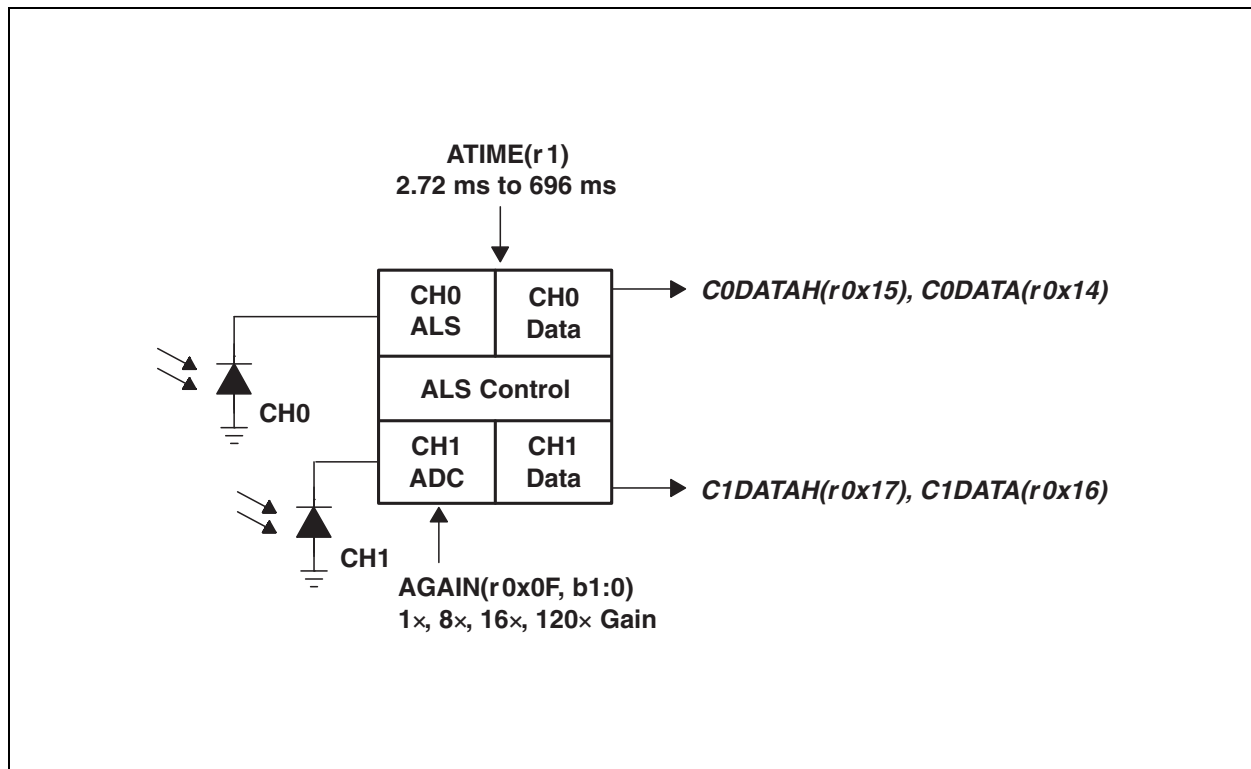 ATIME(r 1)
2.72 ms to 696 ms
CH0
ALS
CH0
Data
C0DATAH(r0x15), C0DATA(r0x14)
ALS Control
CH0
CH1
ADC
CH1
Data
C1DATAH(r0x17), C1DATA(r0x16)
CH1
AGAIN(r0x0F, b1:0)
1×, 8×, 16×, 120× Gain